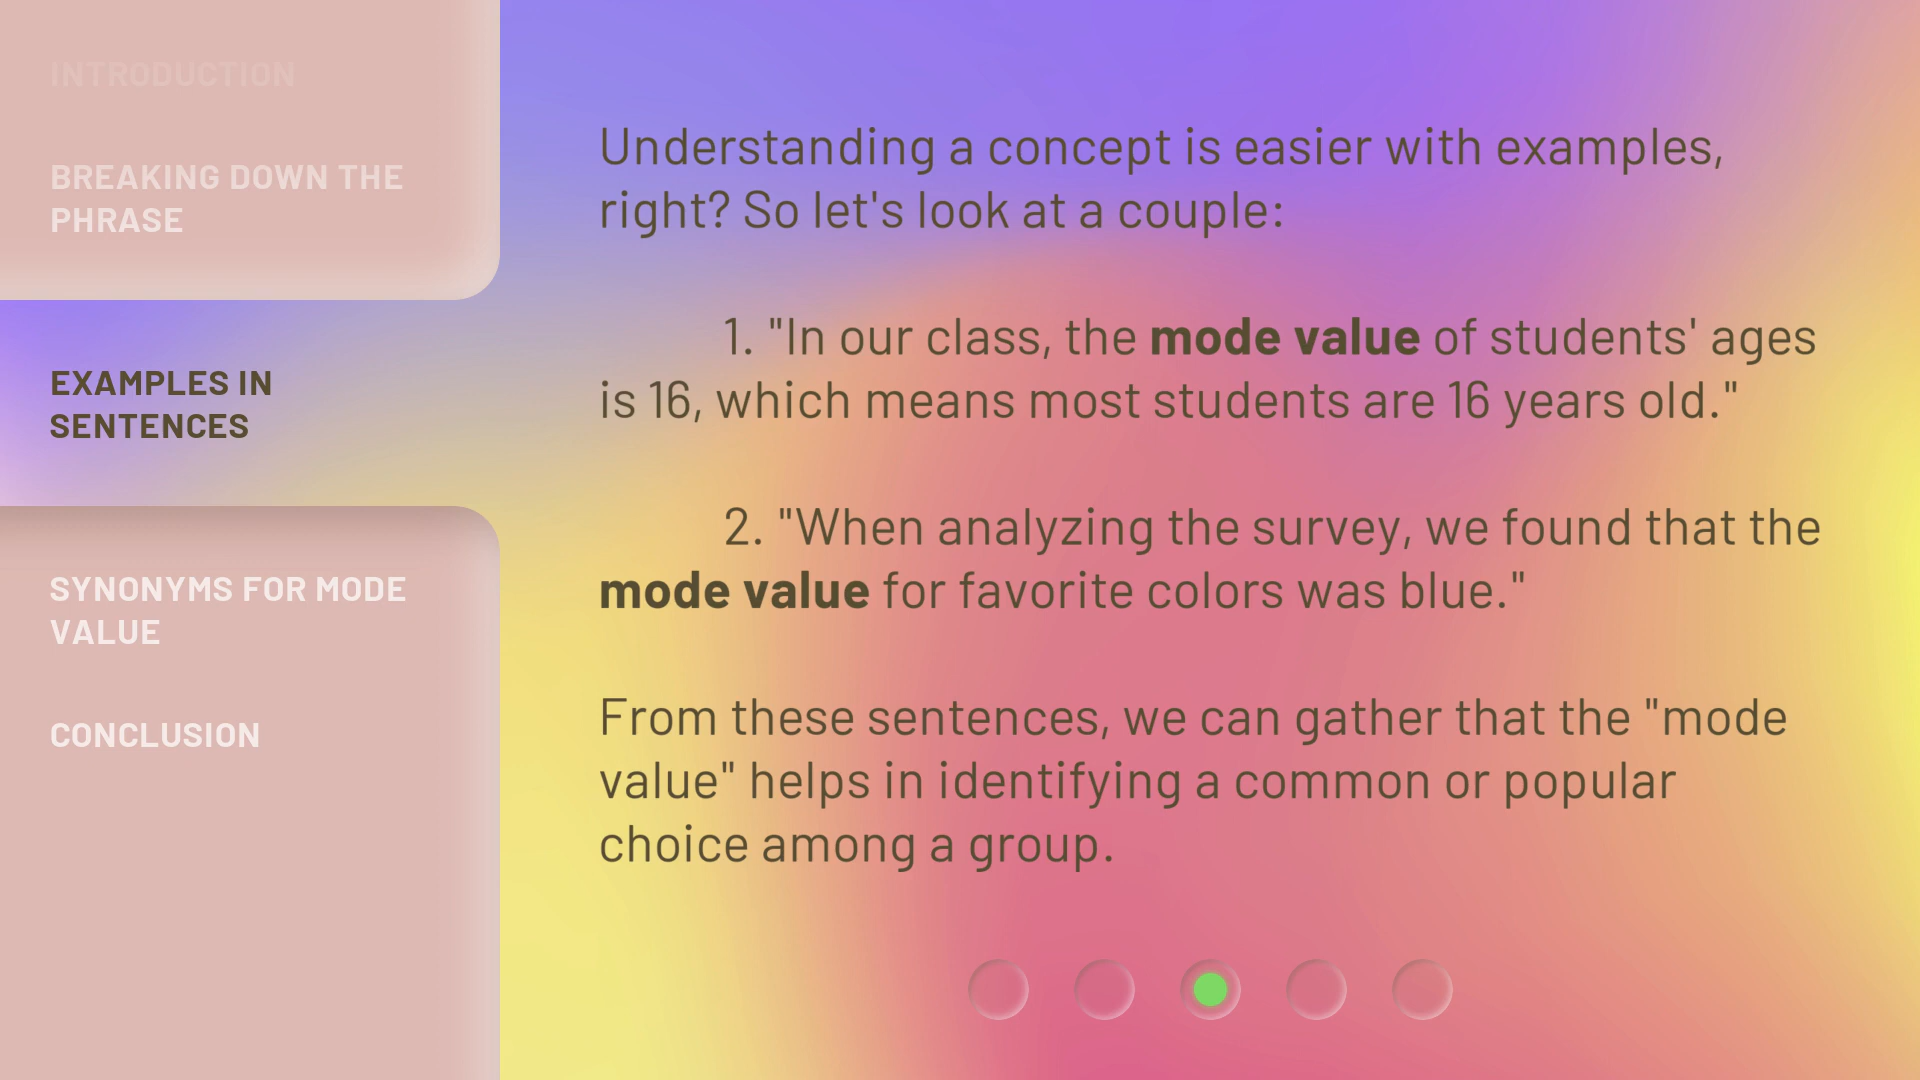 INTRODUCTION
BREAKING DOWN THE
PHRASE
EXAMPLES IN
SENTENCES
SYNONYMS FOR MODE
VALUE
CONCLUSION
Understanding a concept is easier with examples,
right? So let's look at a couple:
1. "In our class, the mode value of students' ages
is 16, which means most students are 16 years old."
2. "When analyzing the survey, we found that the
mode value for favorite colors was blue."
From these sentences, we can gather that the "mode
value" helps in identifying a common or popular
choice among a group.